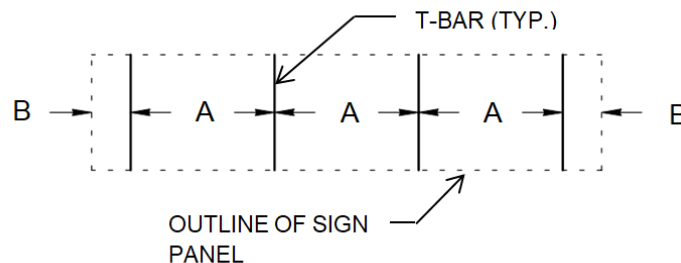 T-BAR (TYP.)
B A A A B
OUTLINE OF SIGN
PANEL